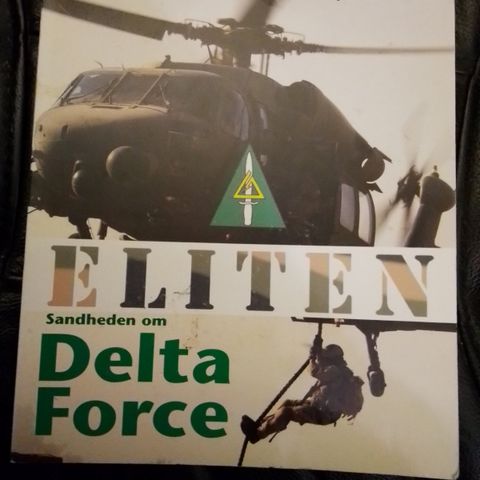 ELITEN
Sandheden om
Delta
Force